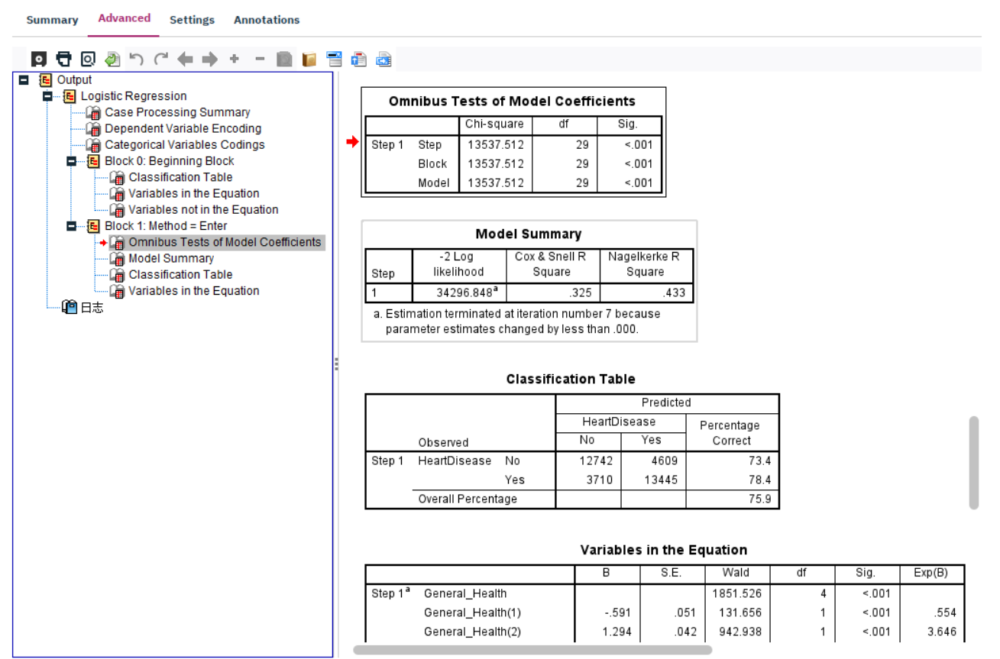 Summary Advanced Settings Annotations
Output
Logistic Regression
Case Processing Summary
Dependent Variable Encoding
Categorical Variables Codings
Block 0: Beginning Block
Classification Table
Variables in the Equation
Variables not in the Equation
Block 1: Method = Enter
Omnibus Tests of Model Coefficients
Model Summary
Classification Table
Variables in the Equation
日志
Omnibus Tests of Model Coefficients
Chi-square df Sig.
Step 1 Step 13537.512 29 <.001
Block 13537.512 29 <.001
Model 13537.512 29 <.001
Model Summary
Step -2 Log likelihood Cox & Snell R Square Nagelkerke R Square
1 34296.848a .325 .433
a. Estimation terminated at iteration number 7 because
parameter estimates changed by less than .000.
Classification Table
Predicted
HeartDisease Percentage Correct
Observed No Yes
Step 1 HeartDisease No 12742 4609 73.4
Yes 3710 13445 78.4
Overall Percentage 75.9
Variables in the Equation
B S.E. Wald df Sig. Exp(B)
Step 1a General_Health 1851.526 4 <.001
General_Health(1) -.591 .051 131.656 1 <.001 .554
General_Health(2) 1.294 .042 942.938 1 <.001 3.646